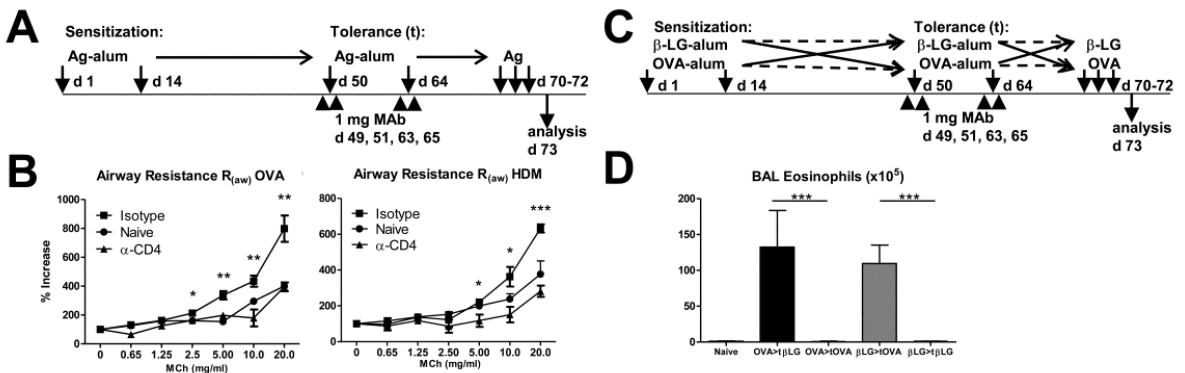 A
Sensitization:
Tolerance (t):
Ag-alum
Ag-alum
Ag
d 1
d 14
d 50
d 64
d 70-72
1 mg MAb
d 49, 51, 63, 65
analysis
d 73
B
Airway Resistance R(aw) OVA
1000
800
600
400
200
0
% Increase
Isotype
Naive
α-CD4
*
**
**
**
0
0.65
1.25
2.5
5.00
10.0
20.0
Airway Resistance R(aw) HDM
800
600
400
200
0
Isotype
Naive
α-CD4
*
*
***
0
0.65
1.25
2.5
5.00
10.0
20.0
MCh (mg/ml)
MCh (mg/ml)
C
Sensitization:
Tolerance (t):
β-LG-alum
β-LG-alum
β-LG
OVA-alum
OVA-alum
OVA
d 1
d 14
d 50
d 64
d 70-72
1 mg MAb
d 49, 51, 63, 65
analysis
d 73
D
BAL Eosinophils (x10⁵)
200
150
100
50
0
***
***
Naive
OVA>tβLG
OVA>tOVA
βLG>tOVA
βLG>tβLG